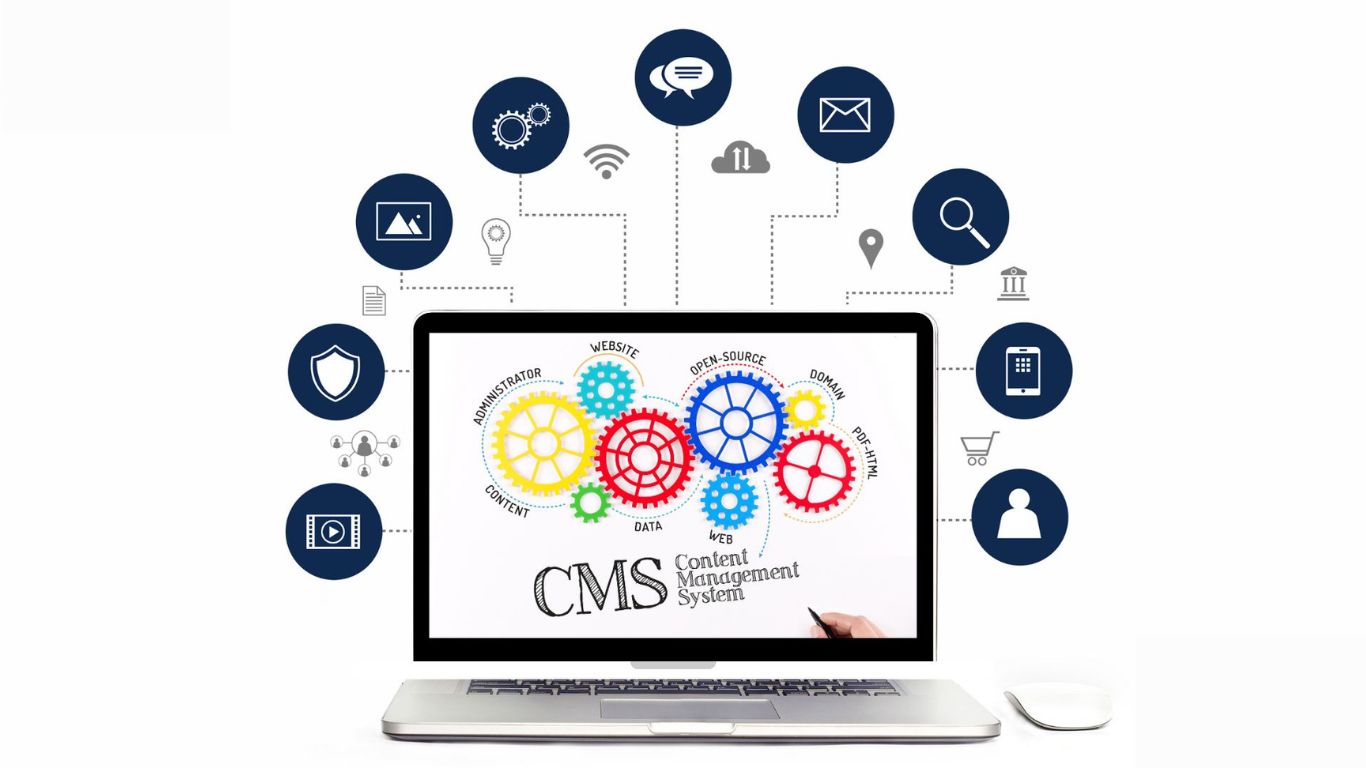 WEBSITE
OPEN-SOURCE
ADMINISTRATOR
DOMAIN
PDF-HTML
CONTENT
DATA
WEB
CMS
Content
Management
System